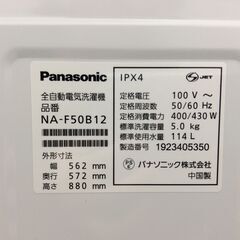 Panasonic
全自動電気洗濯機
品番
NA-F50B12
外形寸法
幅 562 mm
奥行 572 mm
高さ 880 mm
IPX4
JET
定格電圧 100 V~
定格周波数 50/60 Hz
定格消費電力 400/430 W
標準洗濯容量 5.0 kg
標準使用水量 114 L
製造番号 1923405350
パナソニック株式会社
中国製